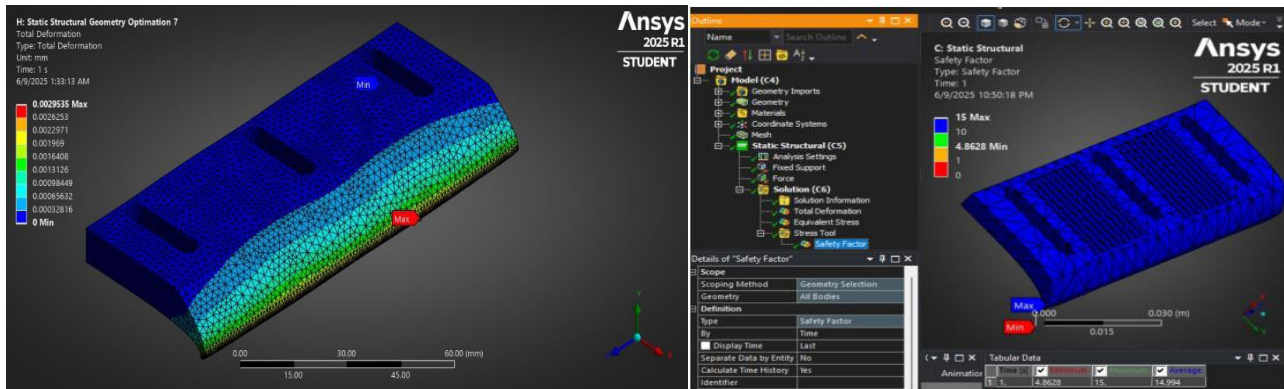 H: Static Structural Geometry Optimation 7
Total Deformation
Type: Total Deformation
Unit: mm
Time: 1 s
6/9/2025 1:33:13 AM
0.0029535 Max
0.0026253
0.0022971
0.001969
0.0016408
0.0013126
0.00098449
0.00065632
0.00032816
0 Min
Ansys
2025 R1
STUDENT
Min
Max
0.00
30.00
60.00 (mm)
15.00
45.00
Outline
Name
Search Outline
Project
Model (C4)
Geometry Imports
Geometry
Materials
Coordinate Systems
Mesh
Static Structural (C5)
Analysis Settings
Fixed Support
Force
Solution (C6)
Solution Information
Total Deformation
Equivalent Stress
Stress Tool
Safety Factor
Details of "Safety Factor"
Scope
Scoping Method Geometry Selection
Geometry All Bodies
Definition
Type Safety Factor
By Time
Display Time Last
Separate Data by Entity No
Calculate Time History Yes
Identifier
Select Mode
C: Static Structural
Safety Factor
Type: Safety Factor
Time: 1
6/9/2025 10:50:18 PM
15 Max
10
4.8628 Min
1
0
Ansys
2025 R1
STUDENT
Max
Min
0.000
0.030 (m)
0.015
Tabular Data
Animation
Time [s] Minimum Maximum Average
1 1. 4.8628 15. 14.994